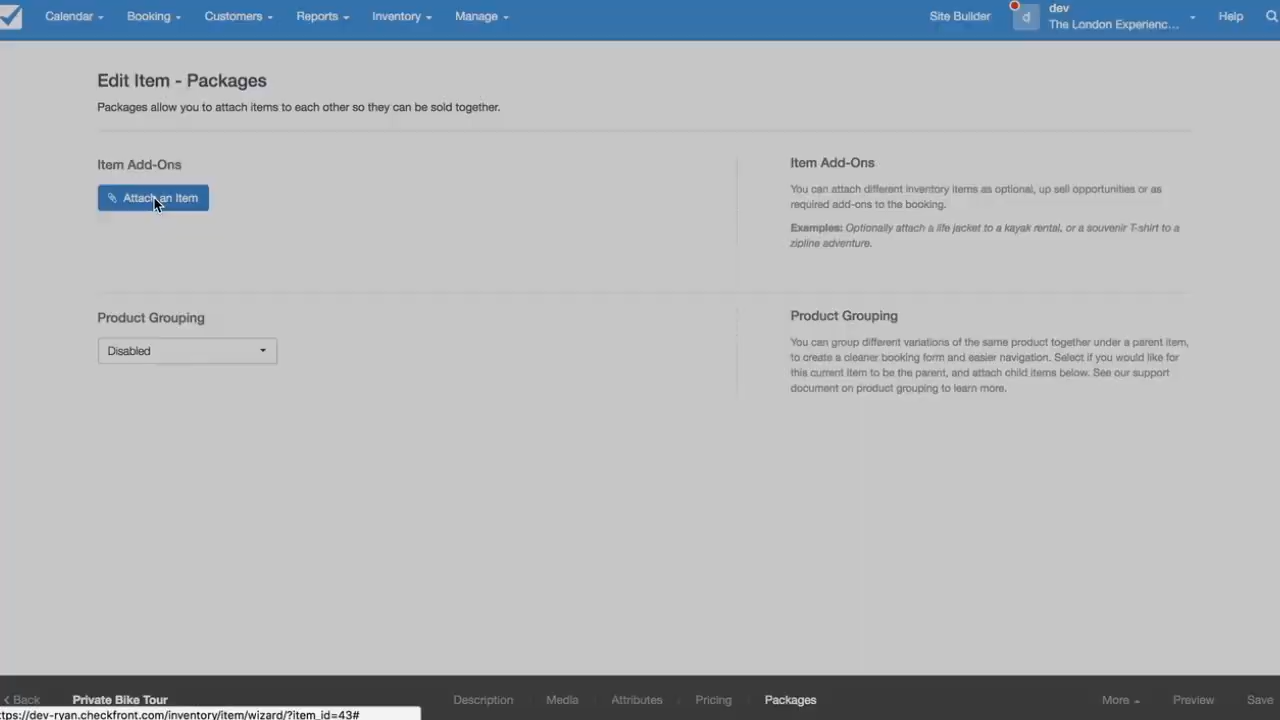 Calendar Booking Customers Reports Inventory Manage Site Builder d dev Help
The London Experienc...
Edit Item - Packages
Packages allow you to attach items to each other so they can be sold together.
Item Add-Ons
Attach an Item
Item Add-Ons
You can attach different inventory items as optional, up sell opportunities or as
required add-ons to the booking.
Examples: Optionally attach a life jacket to a kayak rental, or a souvenir T-shirt to a
zipline adventure.
Product Grouping
Disabled
Product Grouping
You can group different variations of the same product together under a parent item,
to create a cleaner booking form and easier navigation. Select if you would like for
this current item to be the parent, and attach child items below. See our support
document on product grouping to learn more.
< Back Private Bike Tour Description Media Attributes Pricing Packages More Preview Save
ttps://dev-ryan.checkfront.com/inventory/item/wizard/?item_id=43#